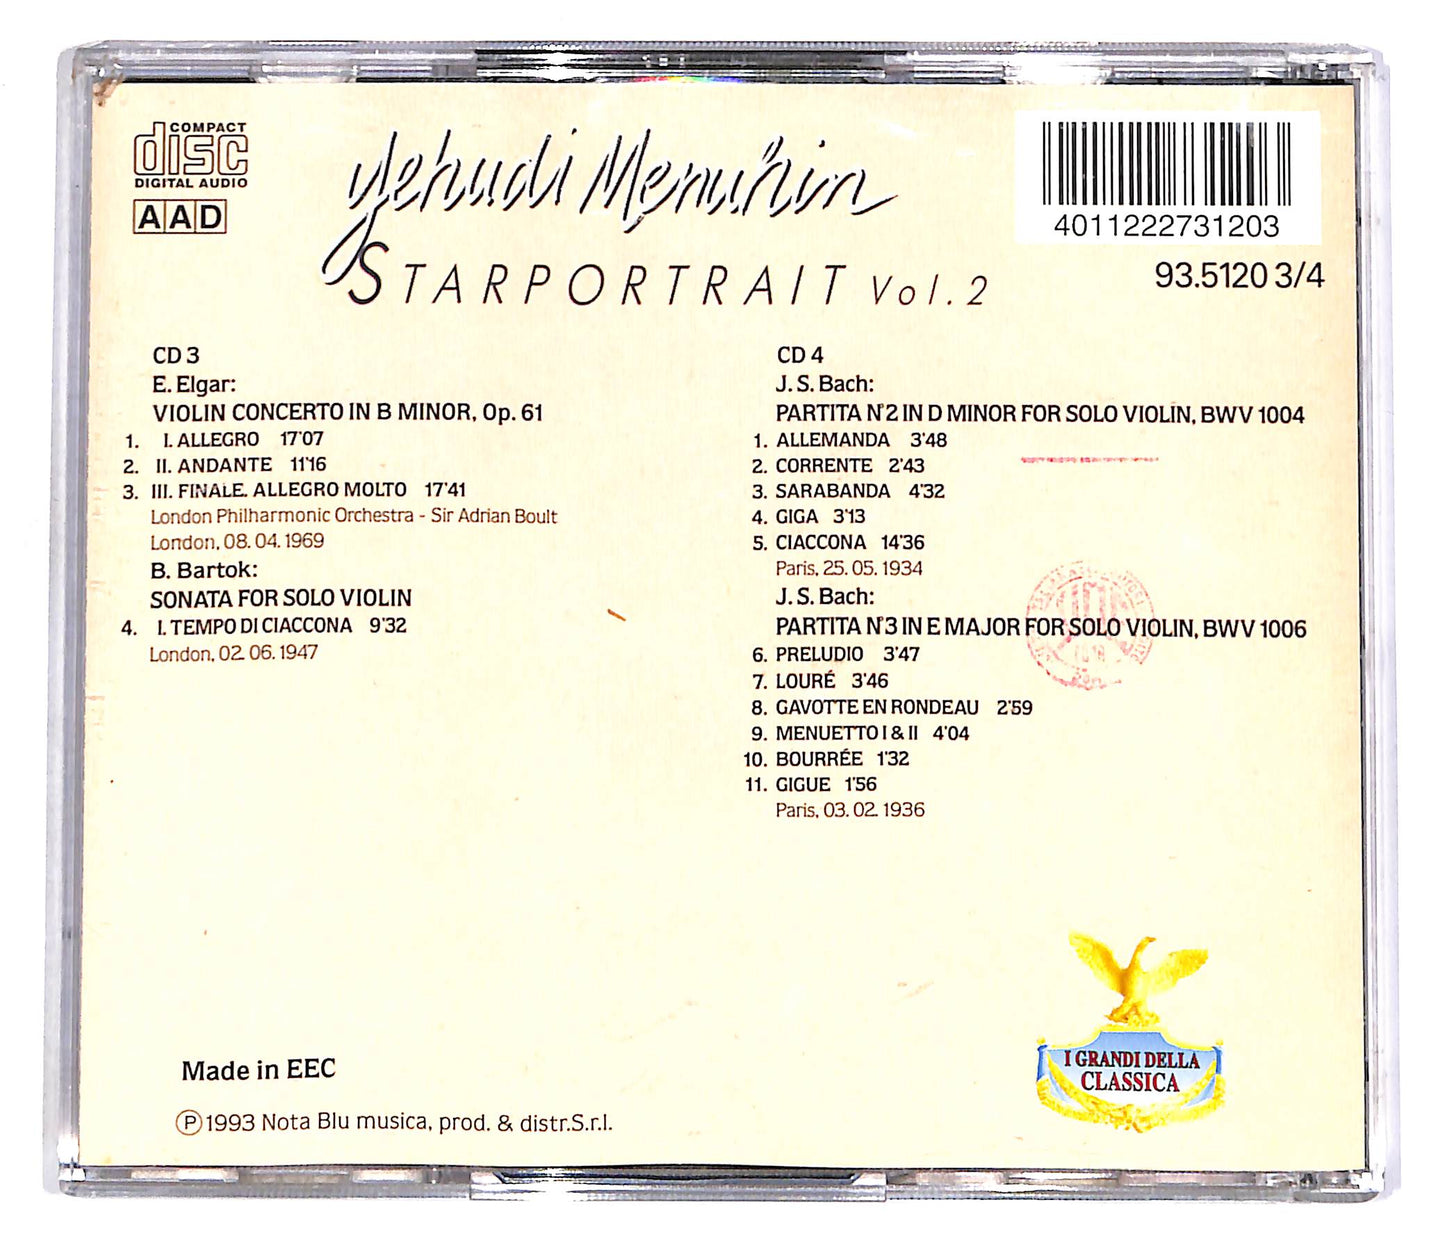 COMPACT
disc
DIGITAL AUDIO
AAD
Yehudi Menuhin
STARPORTRAIT Vol. 2
4011222731203
93.5120 3/4
CD 3
E. Elgar:
VIOLIN CONCERTO IN B MINOR, Op. 61
1. I. ALLEGRO 17'07
2. II. ANDANTE 11'16
3. III. FINALE. ALLEGRO MOLTO 17'41
London Philharmonic Orchestra - Sir Adrian Boult
London, 08. 04. 1969
B. Bartok:
SONATA FOR SOLO VIOLIN
4. I. TEMPO DI CIACCONA 9'32
London, 02. 06. 1947
CD 4
J. S. Bach:
PARTITA N°2 IN D MINOR FOR SOLO VIOLIN, BWV 1004
1. ALLEMANDA 3'48
2. CORRENTE 2'43
3. SARABANDA 4'32
4. GIGA 3'13
5. CIACCONA 14'36
Paris, 25. 05. 1934
J. S. Bach:
PARTITA N°3 IN E MAJOR FOR SOLO VIOLIN, BWV 1006
6. PRELUDIO 3'47
7. LOURÉ 3'46
8. GAVOTTE EN RONDEAU 2'59
9. MENUETTO I & II 4'04
10. BOURRÉE 1'32
11. GIGUE 1'56
Paris, 03. 02. 1936
I GRANDI DELLA
CLASSICA
Made in EEC
℗ 1993 Nota Blu musica, prod. & distr.S.r.l.